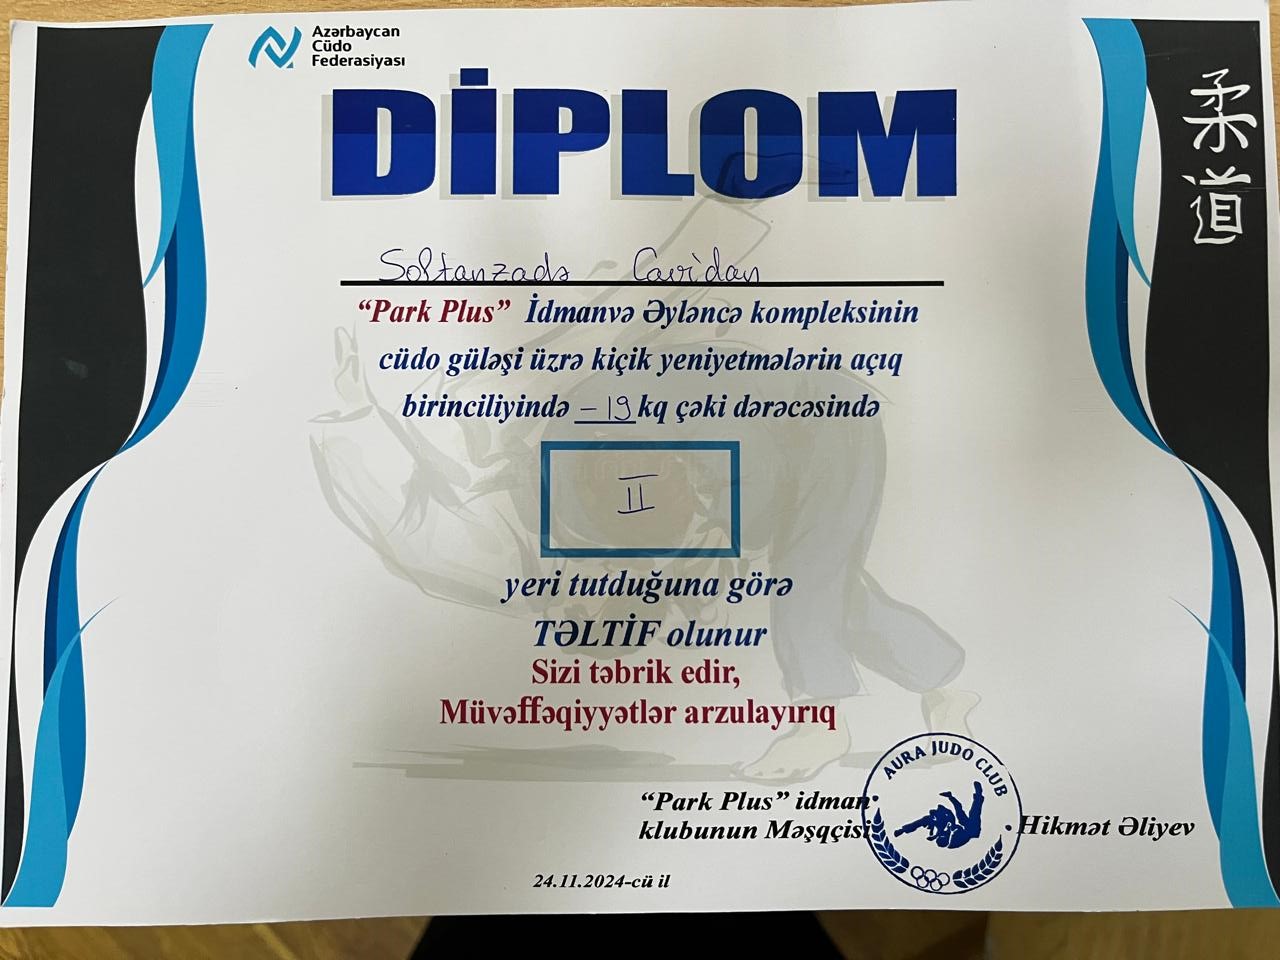 Azərbaycan
Cüdo
Federasiyası
DİPLOM
柔道
Soltanzadə Cavidan
“Park Plus” İdmanvə Əyləncə kompleksinin
cüdo güləşi üzrə kiçik yeniyetmələrin açıq
birinciliyində -19 kq çəki dərəcəsində
II
yeri tutduğuna görə
TƏLTİF olunur
Sizi təbrik edir,
Müvəffəqiyyətlər arzulayırıq
“Park Plus” idman
klubunun Məşqçisi
AURA JUDO CLUB
Hikmət Əliyev
24.11.2024-cü il